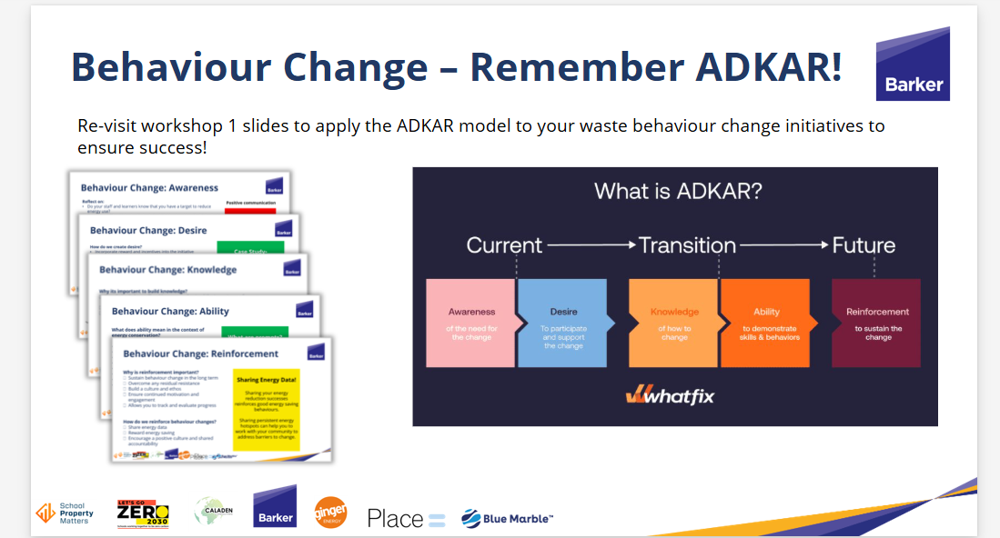 Behaviour Change – Remember ADKAR!
Barker
Re-visit workshop 1 slides to apply the ADKAR model to your waste behaviour change initiatives to
ensure success!
Behaviour Change: Awareness
Barker
Reflect on:
Do your staff and learners know that you have a target to reduce
energy use?
Positive communication
Behaviour Change: Desire
Barker
How do we create desire?
Case Study:
Behaviour Change: Knowledge
Barker
Why its important to build knowledge?
Behaviour Change: Ability
Barker
What does ability mean in the context of
energy conservation?
Behaviour Change: Reinforcement
Barker
Why is reinforcement important?
Sustain behaviour change in the long term
Overcome any residual resistance
Build a culture and ethos
Ensure continued motivation and
engagement
Allows you to track and evaluate progress
How do we reinforce behaviour changes?
Share energy data
Reward energy saving
Encourage a positive culture and shared
accountability
Sharing Energy Data!
Sharing your energy
reduction successes
reinforces good energy saving
behaviours.
Sharing persistent energy
hotspots can help you to
work with your community to
address barriers to change.
What is ADKAR?
Current Transition Future
Awareness
of the need for
the change
Desire
To participate
and support
the change
Knowledge
of how to
change
Ability
to demonstrate
skills & behaviors
Reinforcement
to sustain the
change
whatfix
School
Property
Matters
LET'S GO
ZERO
2030
CALADEN
Barker
ginger
ENERGY
Place
Blue Marble™